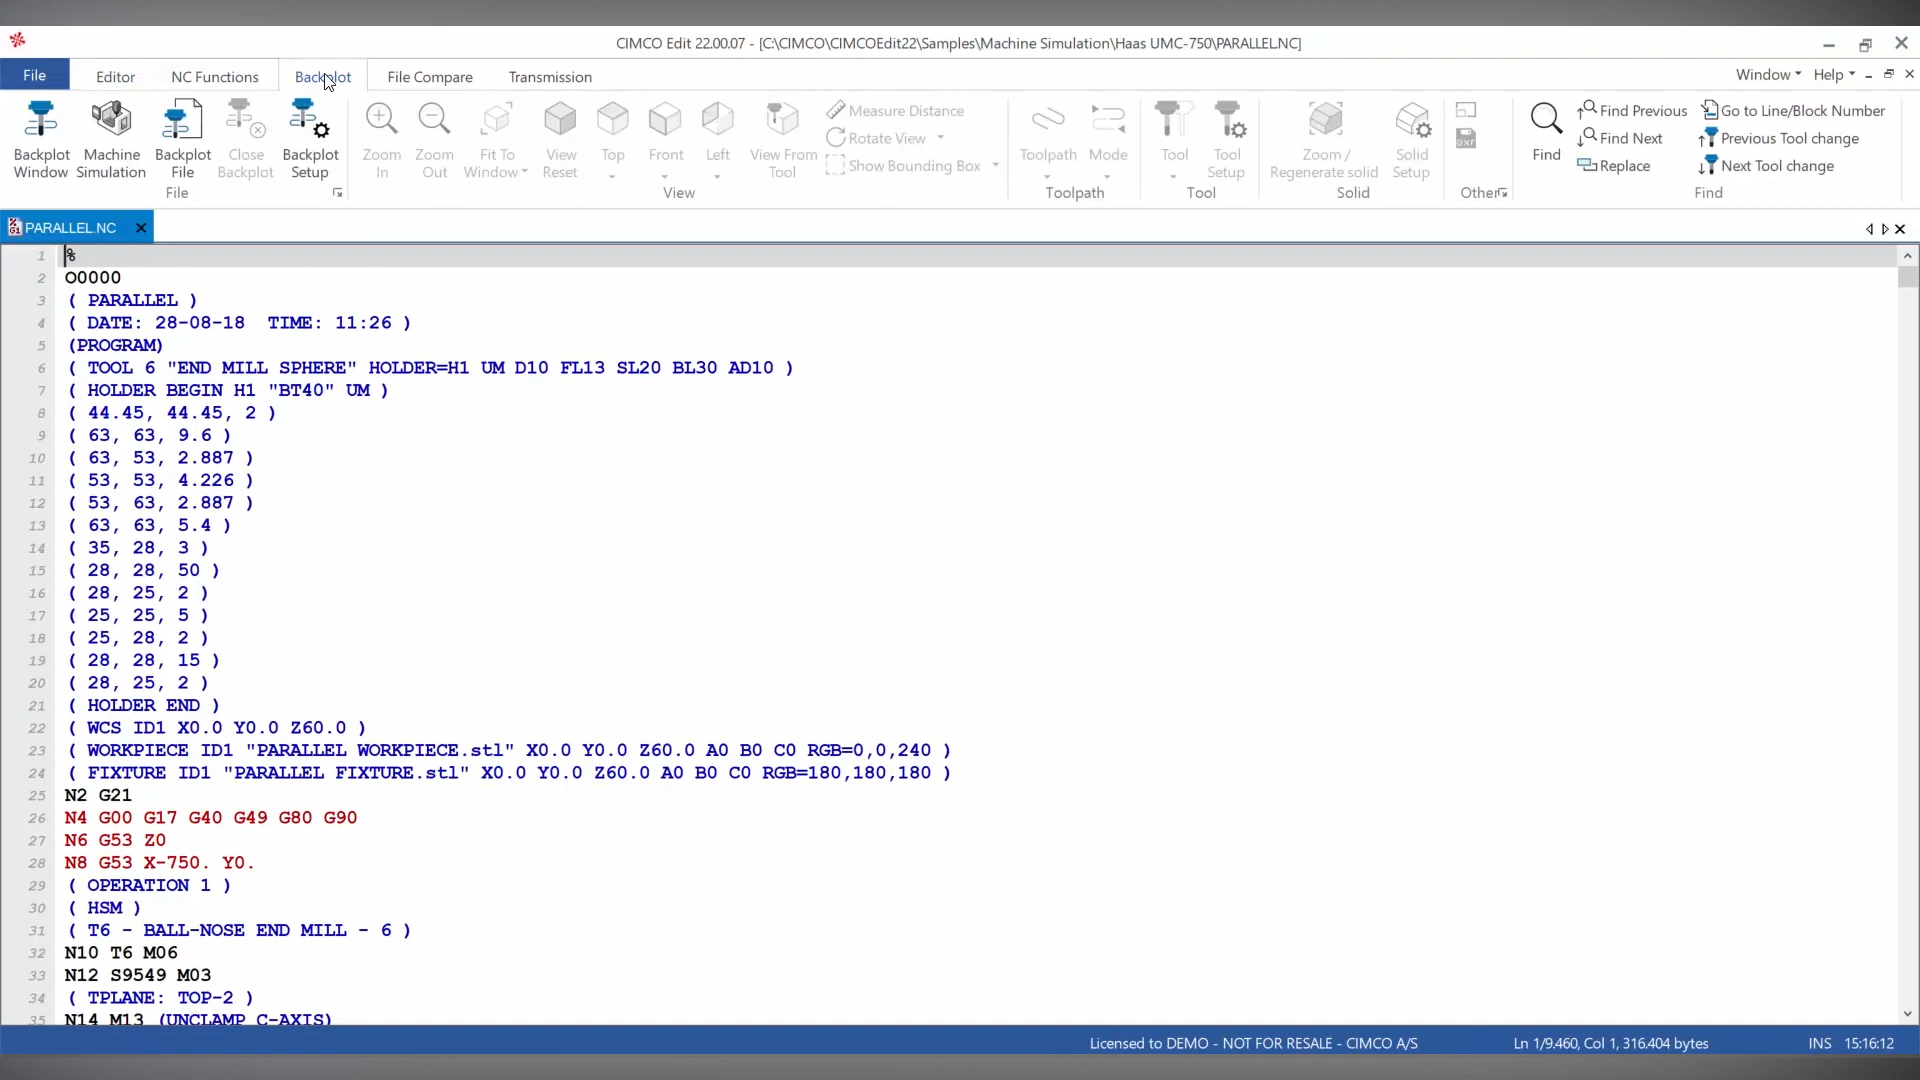 CIMCO Edit 22.00.07 - [C:\CIMCO\CIMCOEdit22\Samples\Machine Simulation\Haas UMC-750\PARALLEL.NC]
File Editor NC Functions Backplot File Compare Transmission Window Help
Backplot Window
Machine Simulation
Backplot File
Close Backplot
Backplot Setup
File
Zoom In
Zoom Out
Fit To Window
View Reset
Top
Front
Left
View From Tool
Measure Distance
Rotate View
Show Bounding Box
View
Toolpath
Mode
Toolpath
Tool
Tool Setup
Tool
Zoom / Regenerate solid
Solid Setup
Solid
DXF
Other
Find
Find Previous
Find Next
Replace
Go to Line/Block Number
Previous Tool change
Next Tool change
Find
PARALLEL.NC
1 %
2 O0000
3 ( PARALLEL )
4 ( DATE: 28-08-18  TIME: 11:26 )
5 (PROGRAM)
6 ( TOOL 6 "END MILL SPHERE" HOLDER=H1 UM D10 FL13 SL20 BL30 AD10 )
7 ( HOLDER BEGIN H1 "BT40" UM )
8 ( 44.45, 44.45, 2 )
9 ( 63, 63, 9.6 )
10 ( 63, 53, 2.887 )
11 ( 53, 53, 4.226 )
12 ( 53, 63, 2.887 )
13 ( 63, 63, 5.4 )
14 ( 35, 28, 3 )
15 ( 28, 28, 50 )
16 ( 28, 25, 2 )
17 ( 25, 25, 5 )
18 ( 25, 28, 2 )
19 ( 28, 28, 15 )
20 ( 28, 25, 2 )
21 ( HOLDER END )
22 ( WCS ID1 X0.0 Y0.0 Z60.0 )
23 ( WORKPIECE ID1 "PARALLEL WORKPIECE.stl" X0.0 Y0.0 Z60.0 A0 B0 C0 RGB=0,0,240 )
24 ( FIXTURE ID1 "PARALLEL FIXTURE.stl" X0.0 Y0.0 Z60.0 A0 B0 C0 RGB=180,180,180 )
25 N2 G21
26 N4 G00 G17 G40 G49 G80 G90
27 N6 G53 Z0
28 N8 G53 X-750. Y0.
29 ( OPERATION 1 )
30 ( HSM )
31 ( T6 - BALL-NOSE END MILL - 6 )
32 N10 T6 M06
33 N12 S9549 M03
34 ( TPLANE: TOP-2 )
35 N14 M13 (UNCLAMP C-AXIS)
Licensed to DEMO - NOT FOR RESALE - CIMCO A/S Ln 1/9.460, Col 1, 316.404 bytes INS 15:16:12